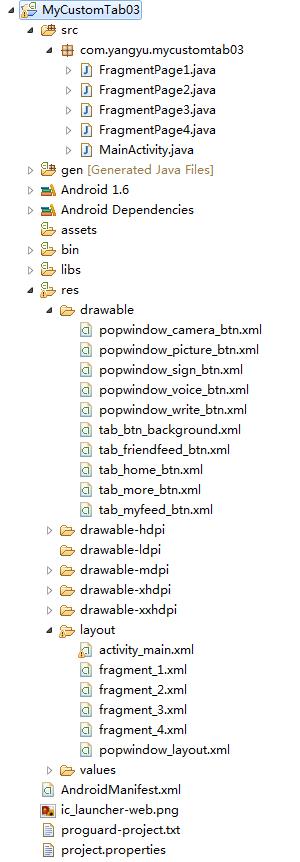 MyCustomTab03
src
com.yangyu.mycustomtab03
FragmentPage1.java
FragmentPage2.java
FragmentPage3.java
FragmentPage4.java
MainActivity.java
gen [Generated Java Files]
Android 1.6
Android Dependencies
assets
bin
libs
res
drawable
popwindow_camera_btn.xml
popwindow_picture_btn.xml
popwindow_sign_btn.xml
popwindow_voice_btn.xml
popwindow_write_btn.xml
tab_btn_background.xml
tab_friendfeed_btn.xml
tab_home_btn.xml
tab_more_btn.xml
tab_myfeed_btn.xml
drawable-hdpi
drawable-ldpi
drawable-mdpi
drawable-xhdpi
drawable-xxhdpi
layout
activity_main.xml
fragment_1.xml
fragment_2.xml
fragment_3.xml
fragment_4.xml
popwindow_layout.xml
values
AndroidManifest.xml
ic_launcher-web.png
proguard-project.txt
project.properties